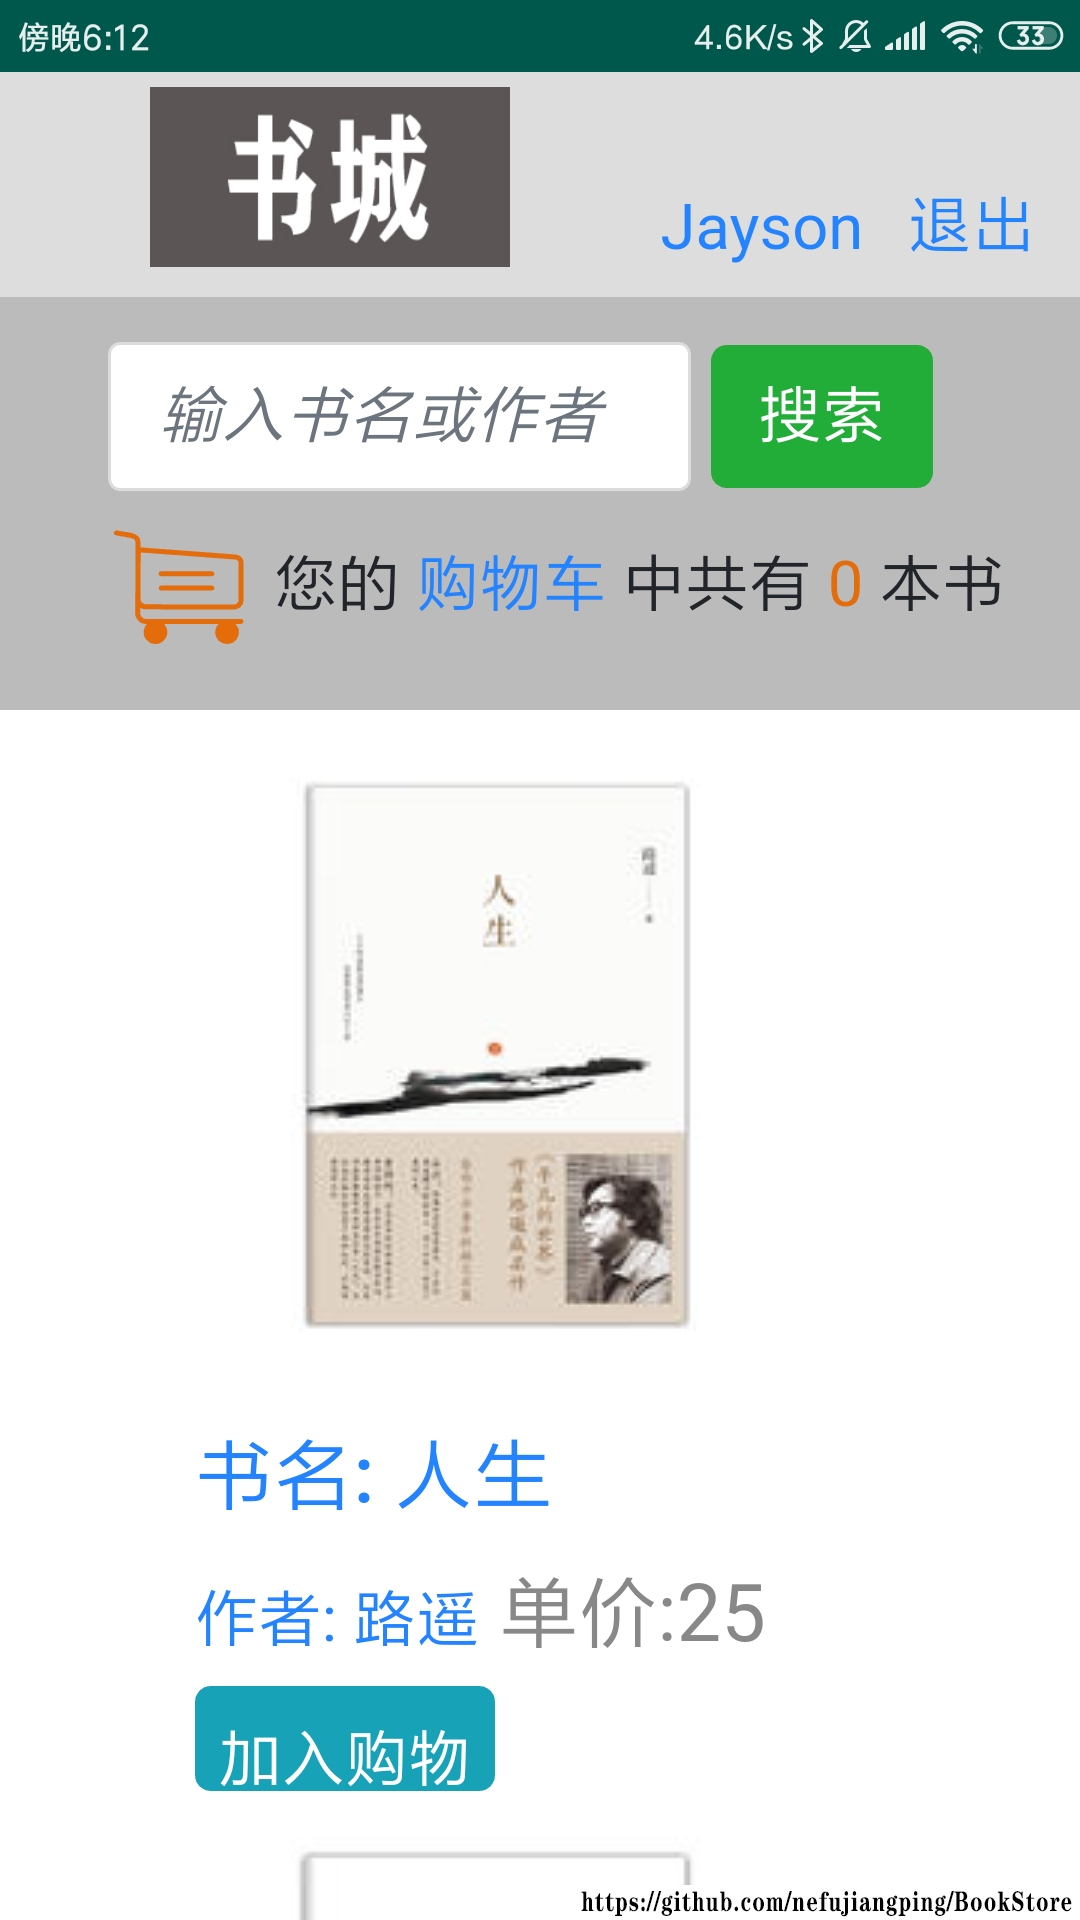 傍晚6:12 4.6K/s 33
书城
Jayson 退出
输入书名或作者 搜索
您的 购物车 中共有 0 本书
路遥
人生
《平凡的世界》
作者路遥成名作
书名: 人生
作者: 路遥 单价:25
加入购物
https://github.com/nefujiangping/BookStore